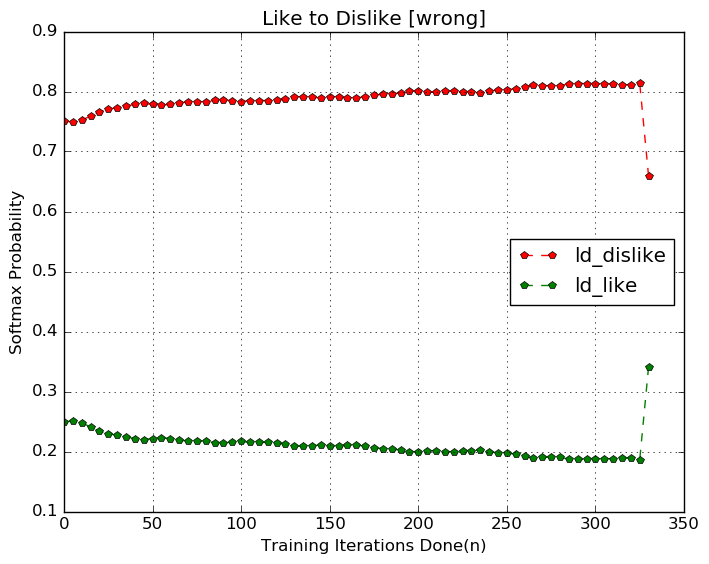 Like to Dislike [wrong]
0.9
0.8
0.7
0.6
0.5
0.4
0.3
0.2
0.1
Softmax Probability
ld_dislike
ld_like
0 50 100 150 200 250 300 350
Training Iterations Done(n)